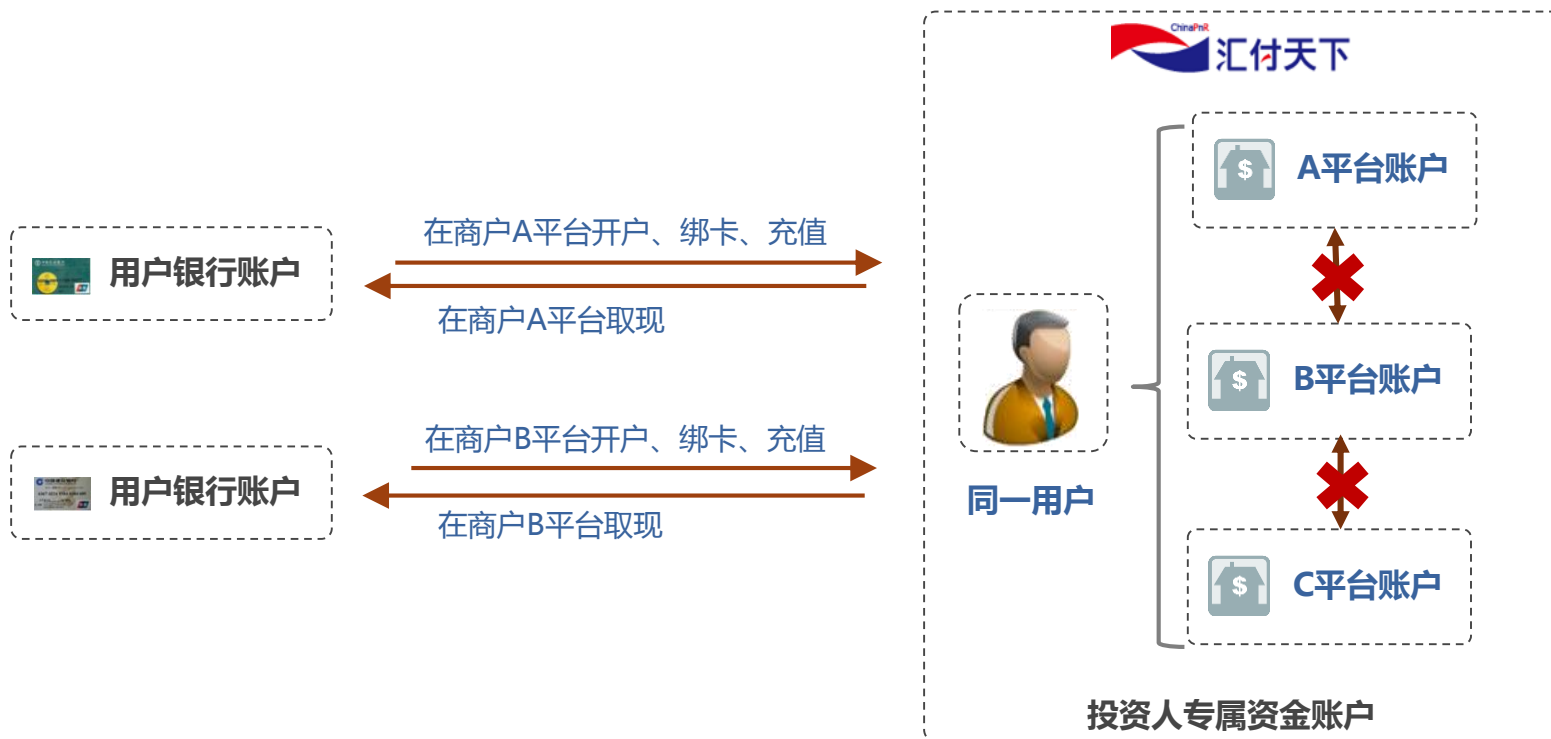 ChinaPnR
汇付天下
A平台账户
在商户A平台开户、绑卡、充值
用户银行账户
在商户A平台取现
B平台账户
在商户B平台开户、绑卡、充值
用户银行账户
同一用户
在商户B平台取现
C平台账户
投资人专属资金账户